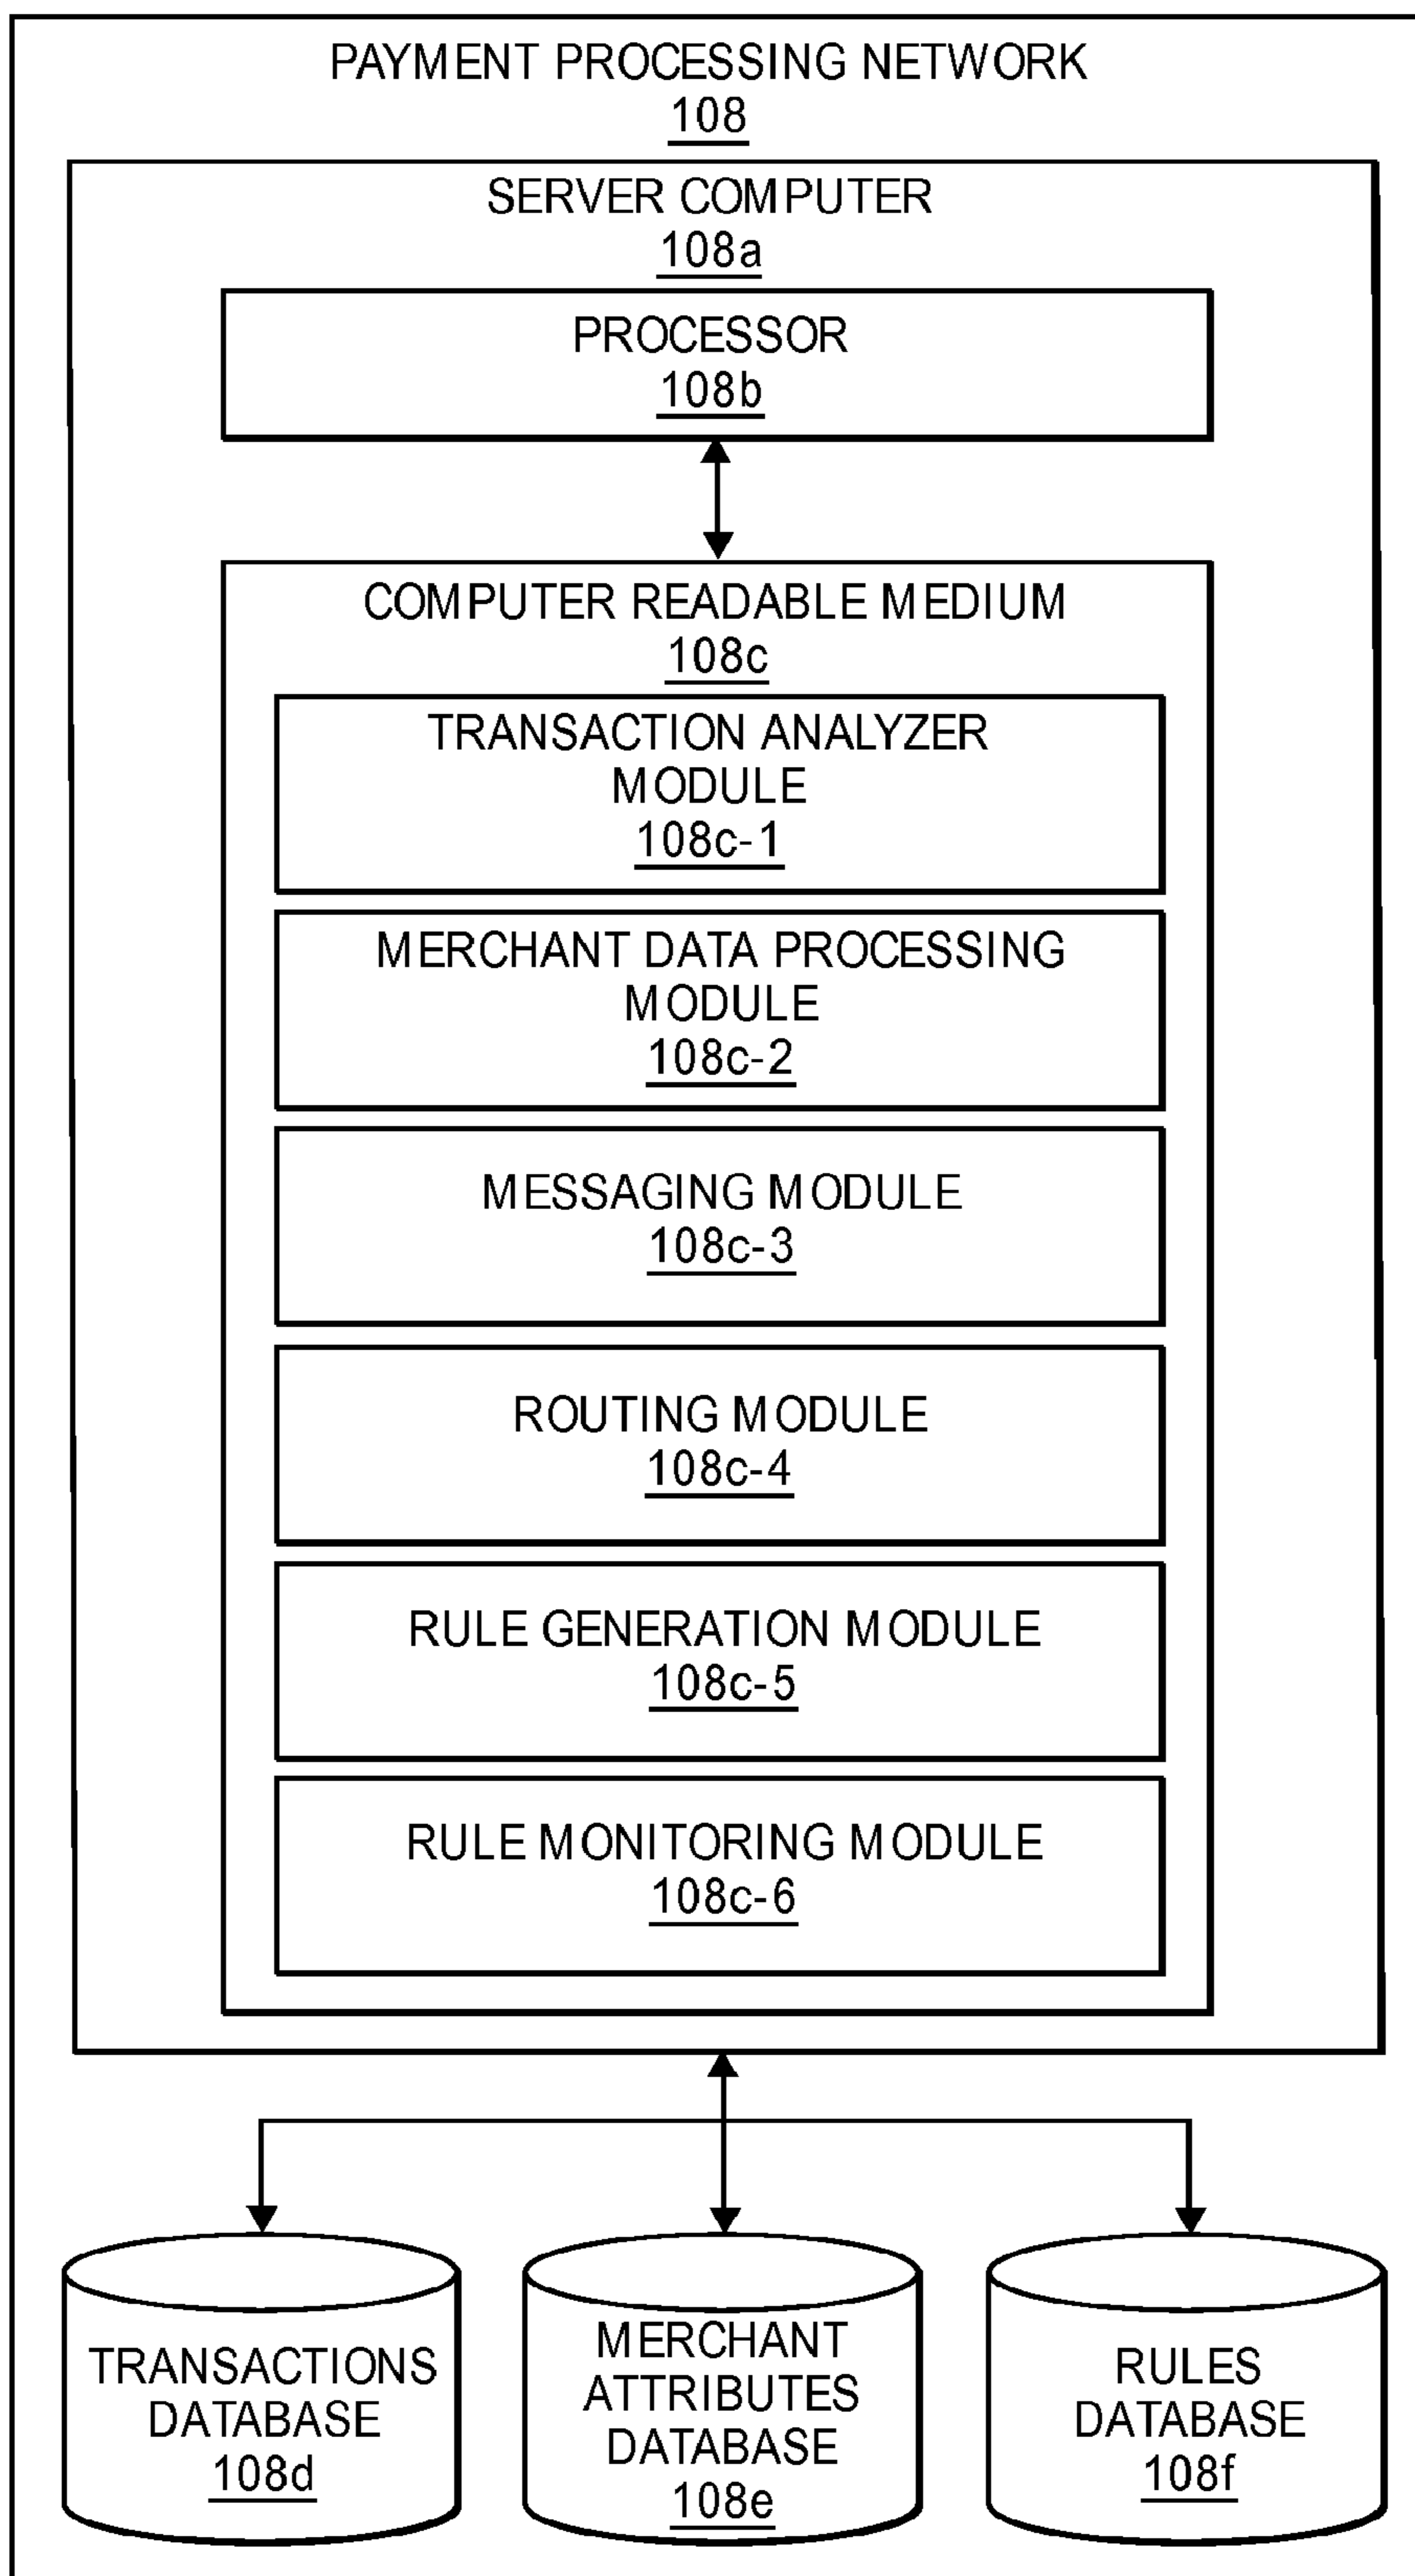 PAYMENT PROCESSING NETWORK
108
SERVER COMPUTER
108a
PROCESSOR
108b
COMPUTER READABLE MEDIUM
108c
TRANSACTION ANALYZER
MODULE
108c-1
MERCHANT DATA PROCESSING
MODULE
108c-2
MESSAGING MODULE
108c-3
ROUTING MODULE
108c-4
RULE GENERATION MODULE
108c-5
RULE MONITORING MODULE
108c-6
TRANSACTIONS
DATABASE
108d
MERCHANT
ATTRIBUTES
DATABASE
108e
RULES
DATABASE
108f